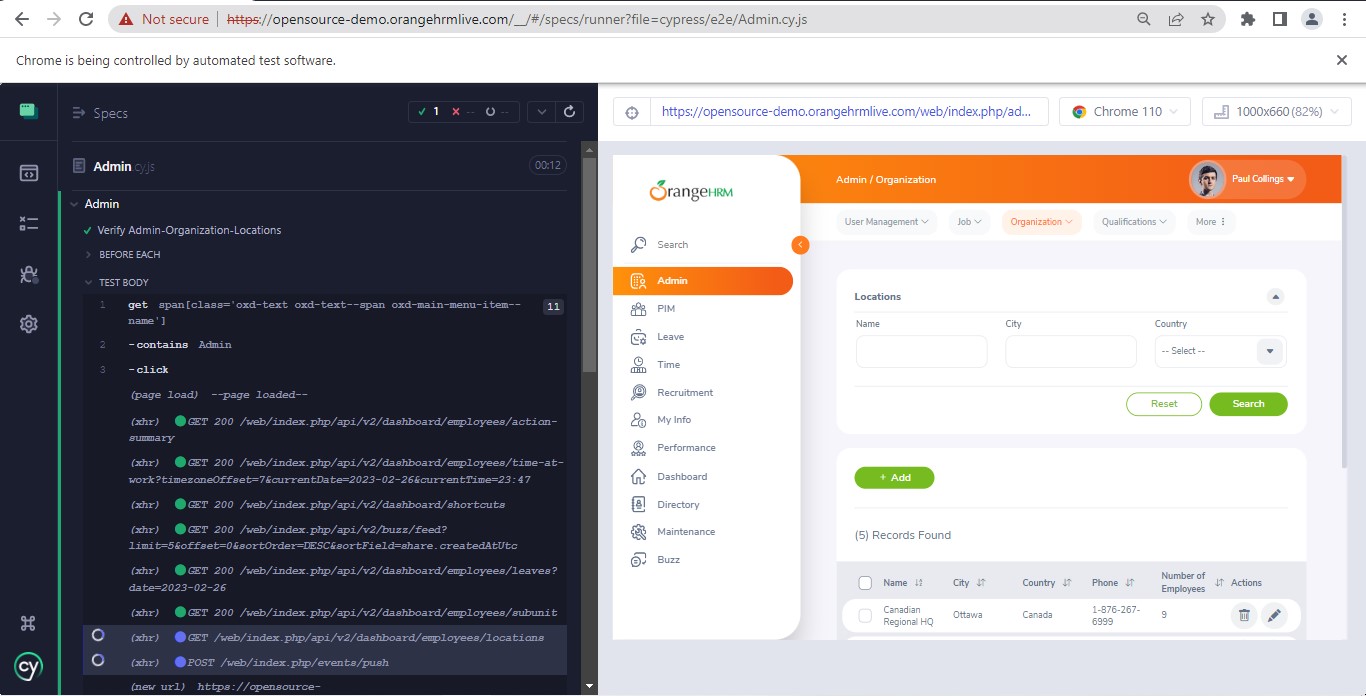 Not secure https://opensource-demo.orangehrmlive.com/__/#/specs/runner?file=cypress/e2e/Admin.cy.js
Chrome is being controlled by automated test software.
Specs
1 -- --
Admin cy.js 00:12
Admin
Verify Admin-Organization-Locations
BEFORE EACH
TEST BODY
1 get span[class='oxd-text oxd-text--span oxd-main-menu-item--
name'] 11
2 -contains Admin
3 -click
(page load) --page loaded--
(xhr) GET 200 /web/index.php/api/v2/dashboard/employees/action-
summary
(xhr) GET 200 /web/index.php/api/v2/dashboard/employees/time-at-
work?timezoneOffset=7&currentDate=2023-02-26&currentTime=23:47
(xhr) GET 200 /web/index.php/api/v2/dashboard/shortcuts
(xhr) GET 200 /web/index.php/api/v2/buzz/feed?
limit=5&offset=0&sortOrder=DESC&sortField=share.createdAtUtc
(xhr) GET 200 /web/index.php/api/v2/dashboard/employees/leaves?
date=2023-02-26
(xhr) GET 200 /web/index.php/api/v2/dashboard/employees/subunit
(xhr) GET /web/index.php/api/v2/dashboard/employees/locations
(xhr) POST /web/index.php/events/push
(new url) https://opensource-
cy
https://opensource-demo.orangehrmlive.com/web/index.php/ad...
Chrome 110
1000x660 (82%)
OrangeHRM
Search
Admin
PIM
Leave
Time
Recruitment
My Info
Performance
Dashboard
Directory
Maintenance
Buzz
Admin / Organization
Paul Collings
User Management Job Organization Qualifications More
Locations
Name City Country
-- Select --
Reset Search
+ Add
(5) Records Found
Name City Country Phone Number of Employees Actions
Canadian Regional HQ Ottawa Canada 1-876-267-6999 9